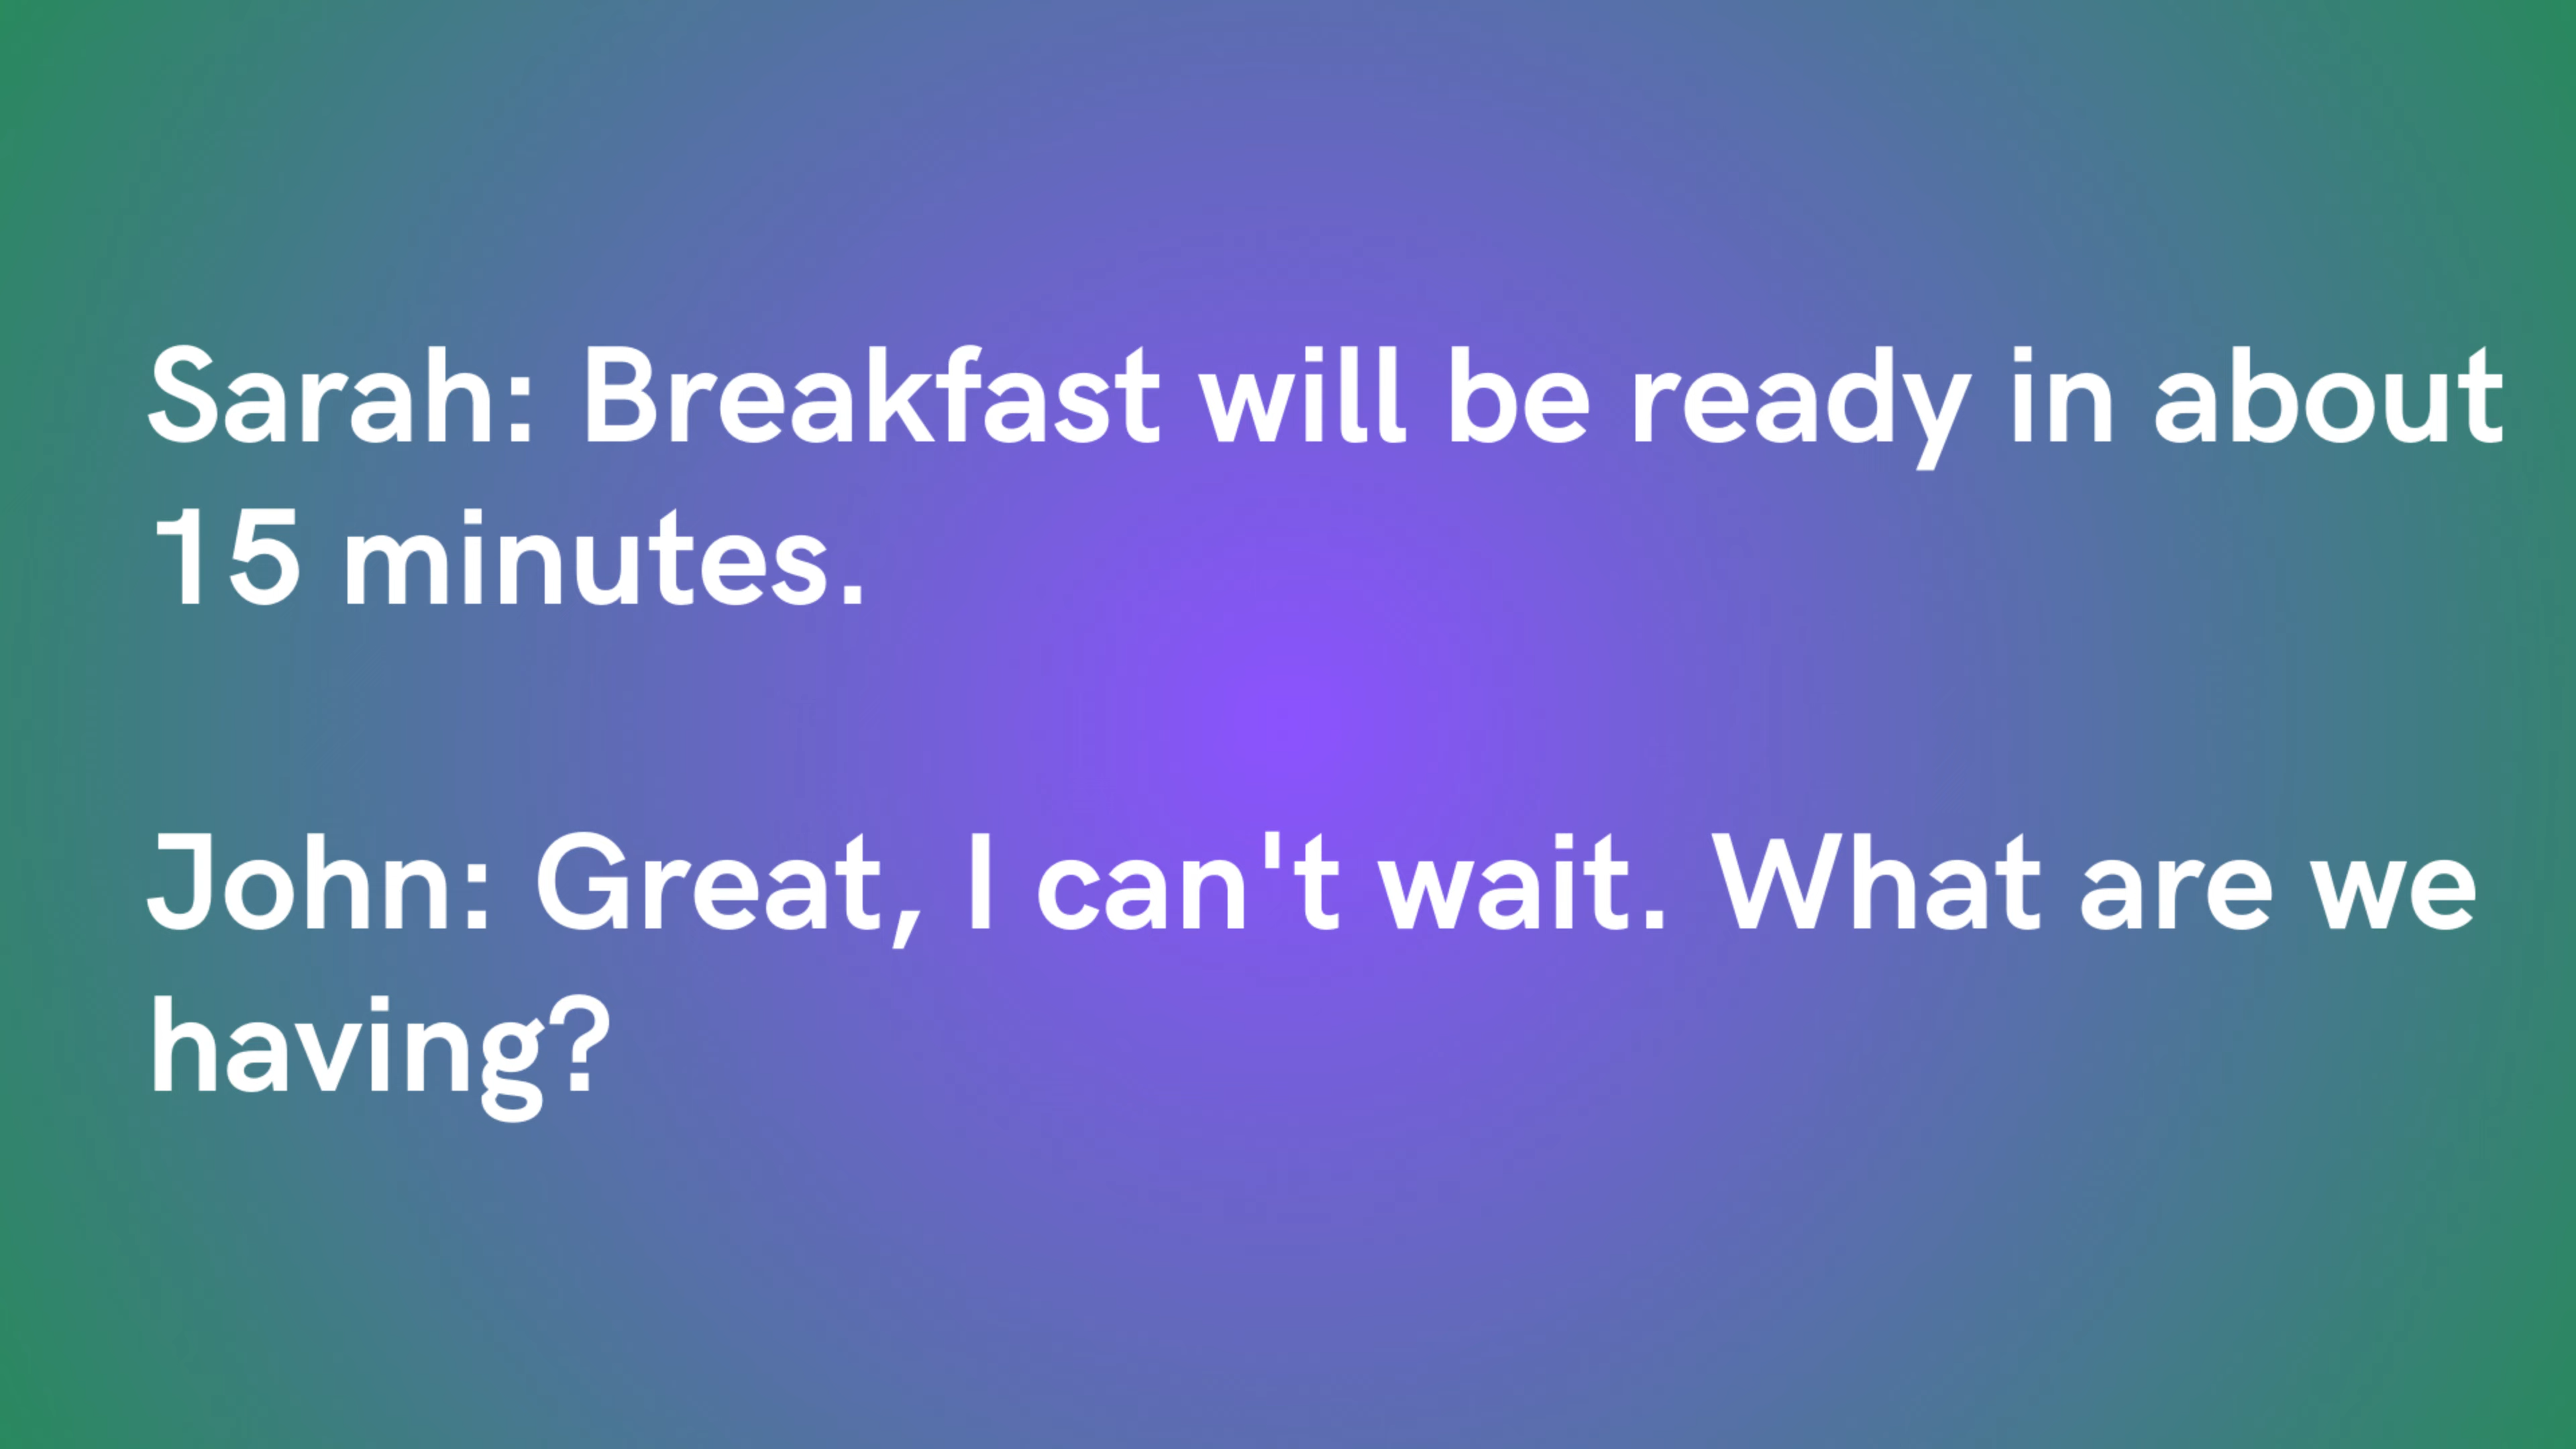 Sarah: Breakfast will be ready in about
15 minutes.
John: Great, I can't wait. What are we
having?